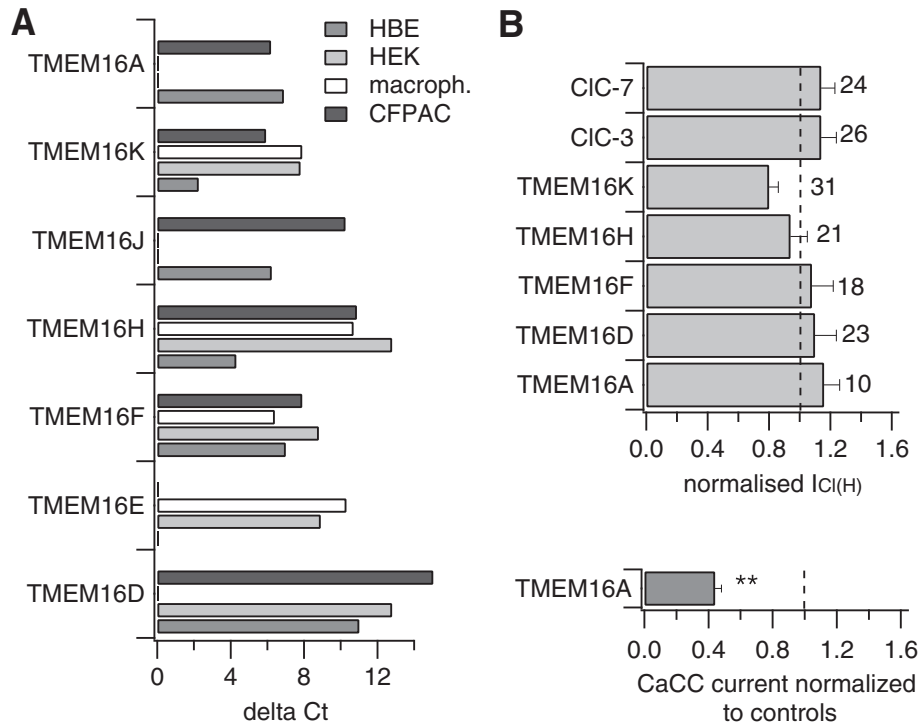 A
HBE
HEK
macroph.
CFPAC
TMEM16A
TMEM16K
TMEM16J
TMEM16H
TMEM16F
TMEM16E
TMEM16D
0 4 8 12
delta Ct
B
ClC-7 24
ClC-3 26
TMEM16K 31
TMEM16H 21
TMEM16F 18
TMEM16D 23
TMEM16A 10
0.0 0.4 0.8 1.2 1.6
normalised ICl(H)
TMEM16A **
0.0 0.4 0.8 1.2 1.6
CaCC current normalized
to controls